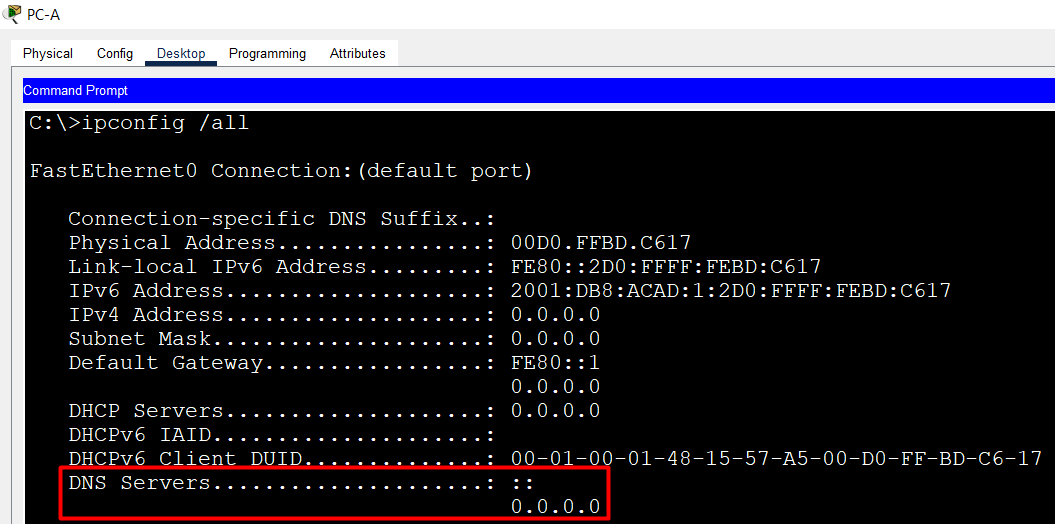 PC-A
Physical Config Desktop Programming Attributes
Command Prompt
C:\>ipconfig /all
FastEthernet0 Connection:(default port)
Connection-specific DNS Suffix..:
Physical Address................: 00D0.FFBD.C617
Link-local IPv6 Address.........: FE80::2D0:FFFF:FEBD:C617
IPv6 Address....................: 2001:DB8:ACAD:1:2D0:FFFF:FEBD:C617
IPv4 Address....................: 0.0.0.0
Subnet Mask.....................: 0.0.0.0
Default Gateway.................: FE80::1
0.0.0.0
DHCP Servers....................: 0.0.0.0
DHCPv6 IAID.....................:
DHCPv6 Client DUID..............: 00-01-00-01-48-15-57-A5-00-D0-FF-BD-C6-17
DNS Servers.....................: ::
0.0.0.0